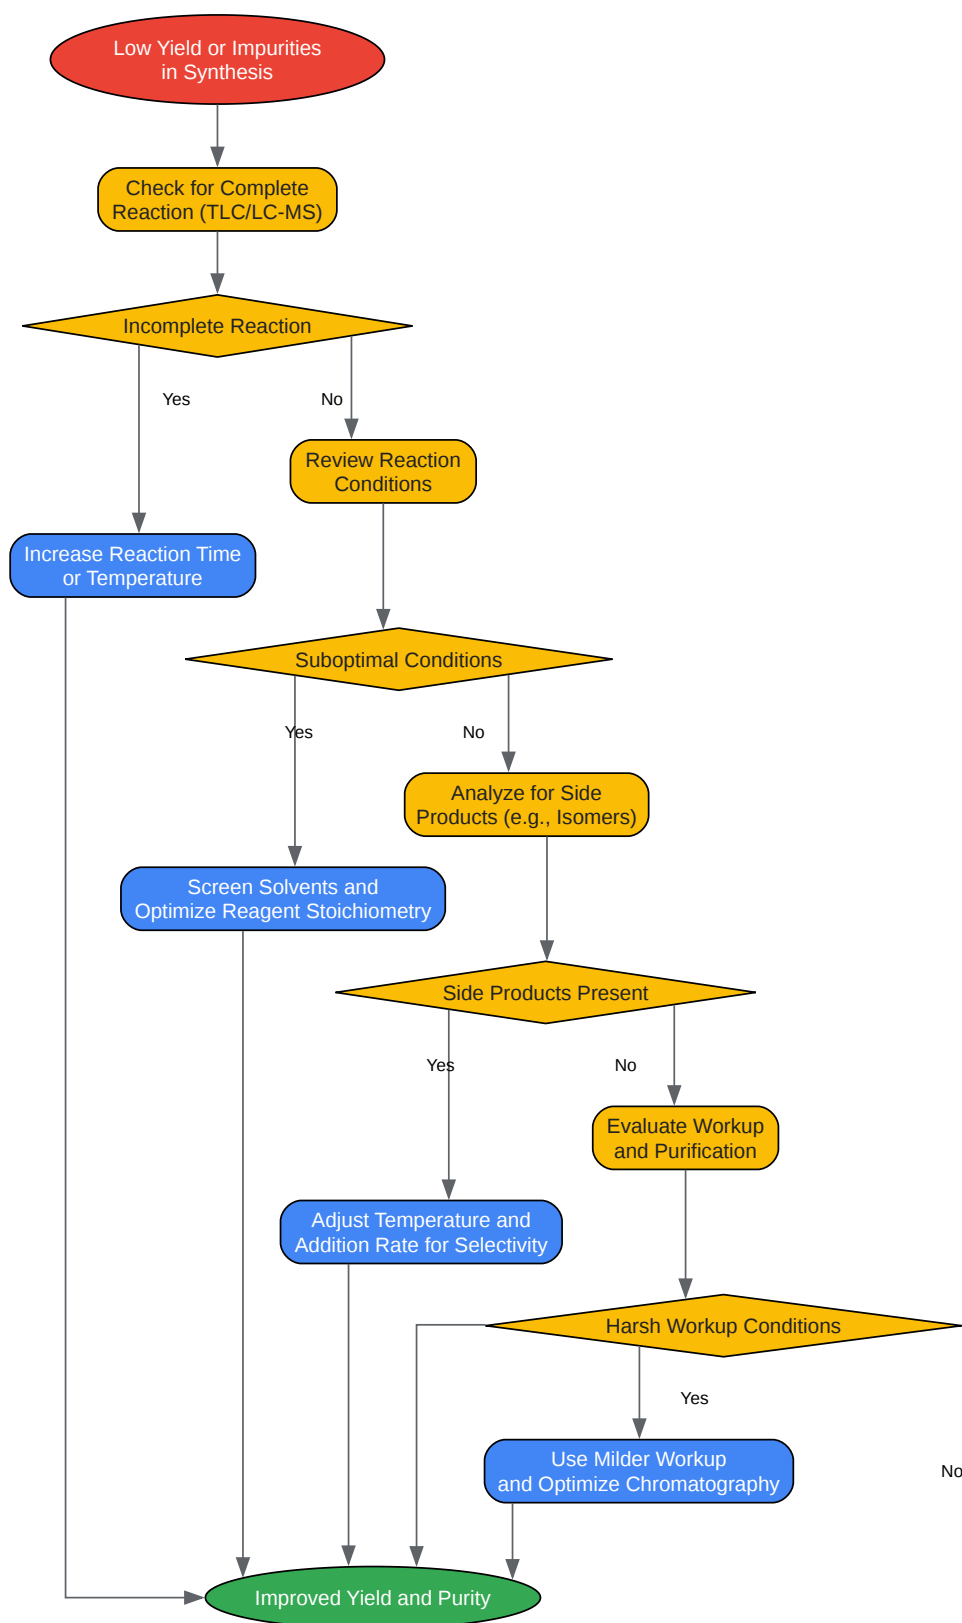 Low Yield or Impurities
in Synthesis
Check for Complete
Reaction (TLC/LC-MS)
Incomplete Reaction
Yes
No
Review Reaction
Conditions
Increase Reaction Time
or Temperature
Suboptimal Conditions
Yes
No
Analyze for Side
Products (e.g., Isomers)
Screen Solvents and
Optimize Reagent Stoichiometry
Side Products Present
Yes
No
Evaluate Workup
and Purification
Adjust Temperature and
Addition Rate for Selectivity
Harsh Workup Conditions
Yes
Use Milder Workup
and Optimize Chromatography
No
Improved Yield and Purity